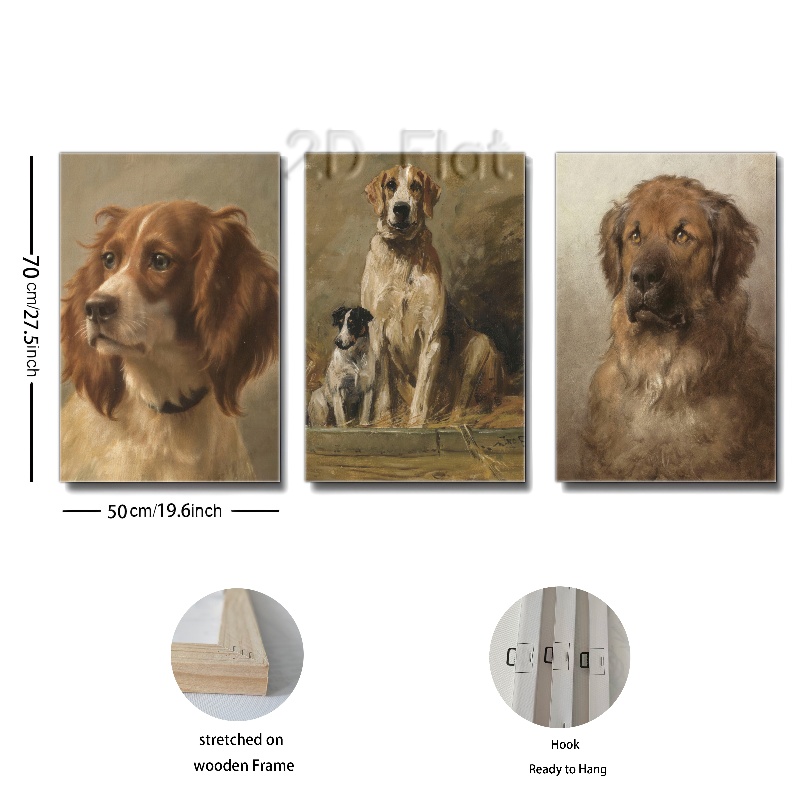 2D Flat
70 cm/27.5inch
50 cm/19.6inch
stretched on
wooden Frame
Hook
Ready to Hang